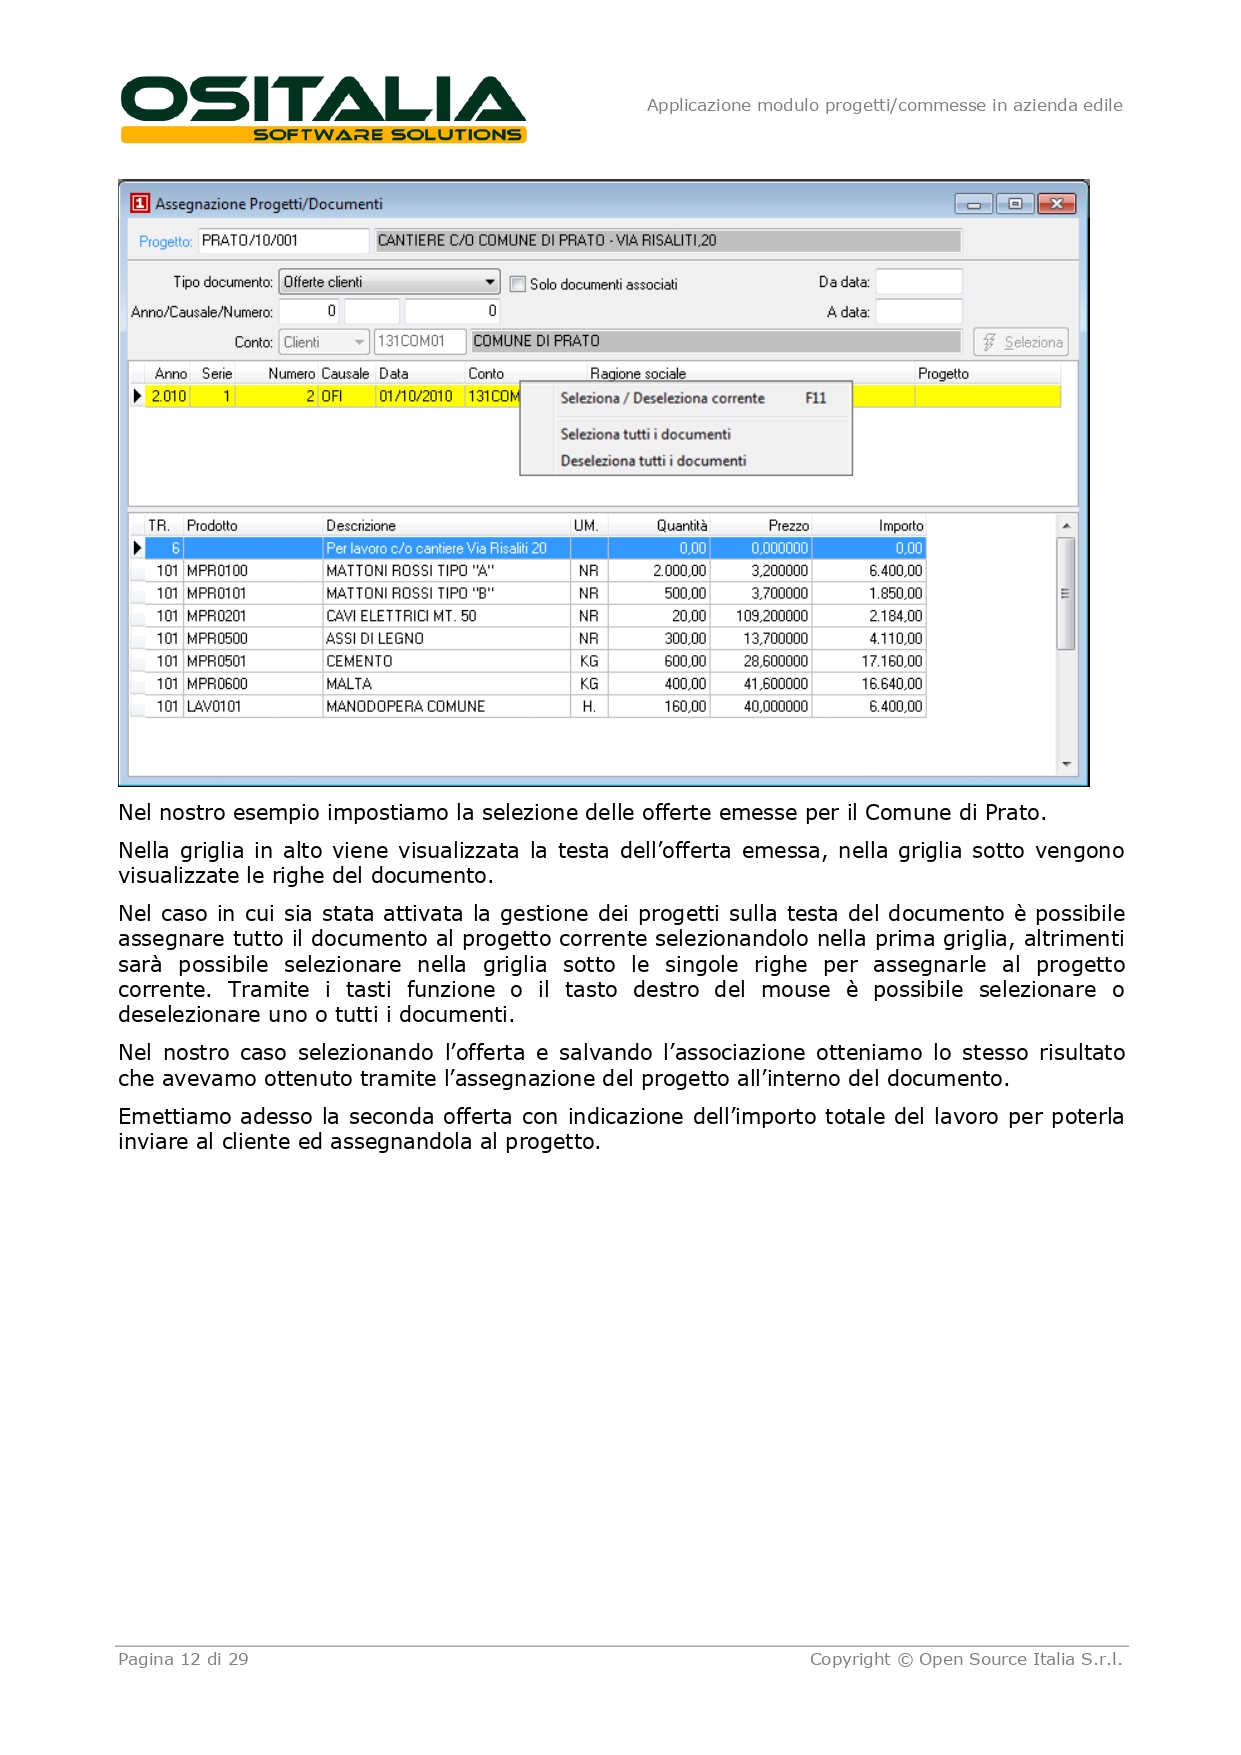 OSITALIA
SOFTWARE SOLUTIONS
Applicazione modulo progetti/commesse in azienda edile
1 Assegnazione Progetti/Documenti
Progetto: PRATO/10/001 CANTIERE C/O COMUNE DI PRATO - VIA RISALITI,20
Tipo documento: Offerte clienti Solo documenti associati Da data:
Anno/Causale/Numero: 0 0 A data:
Conto: Clienti 131COM01 COMUNE DI PRATO Seleziona
Anno Serie Numero Causale Data Conto Ragione sociale Progetto
2.010 1 2 OFI 01/10/2010 131COM
Seleziona / Deseleziona corrente F11
Seleziona tutti i documenti
Deseleziona tutti i documenti
TR. Prodotto Descrizione UM. Quantità Prezzo Importo
6 Per lavoro c/o cantiere Via Risaliti 20 0,00 0,000000 0,00
101 MPR0100 MATTONI ROSSI TIPO "A" NR 2.000,00 3,200000 6.400,00
101 MPR0101 MATTONI ROSSI TIPO "B" NR 500,00 3,700000 1.850,00
101 MPR0201 CAVI ELETTRICI MT. 50 NR 20,00 109,200000 2.184,00
101 MPR0500 ASSI DI LEGNO NR 300,00 13,700000 4.110,00
101 MPR0501 CEMENTO KG 600,00 28,600000 17.160,00
101 MPR0600 MALTA KG 400,00 41,600000 16.640,00
101 LAV0101 MANODOPERA COMUNE H. 160,00 40,000000 6.400,00
Nel nostro esempio impostiamo la selezione delle offerte emesse per il Comune di Prato.
Nella griglia in alto viene visualizzata la testa dell’offerta emessa, nella griglia sotto vengono
visualizzate le righe del documento.
Nel caso in cui sia stata attivata la gestione dei progetti sulla testa del documento è possibile
assegnare tutto il documento al progetto corrente selezionandolo nella prima griglia, altrimenti
sarà possibile selezionare nella griglia sotto le singole righe per assegnarle al progetto
corrente. Tramite i tasti funzione o il tasto destro del mouse è possibile selezionare o
deselezionare uno o tutti i documenti.
Nel nostro caso selezionando l’offerta e salvando l’associazione otteniamo lo stesso risultato
che avevamo ottenuto tramite l’assegnazione del progetto all’interno del documento.
Emettiamo adesso la seconda offerta con indicazione dell’importo totale del lavoro per poterla
inviare al cliente ed assegnandola al progetto.
Pagina 12 di 29
Copyright © Open Source Italia S.r.l.